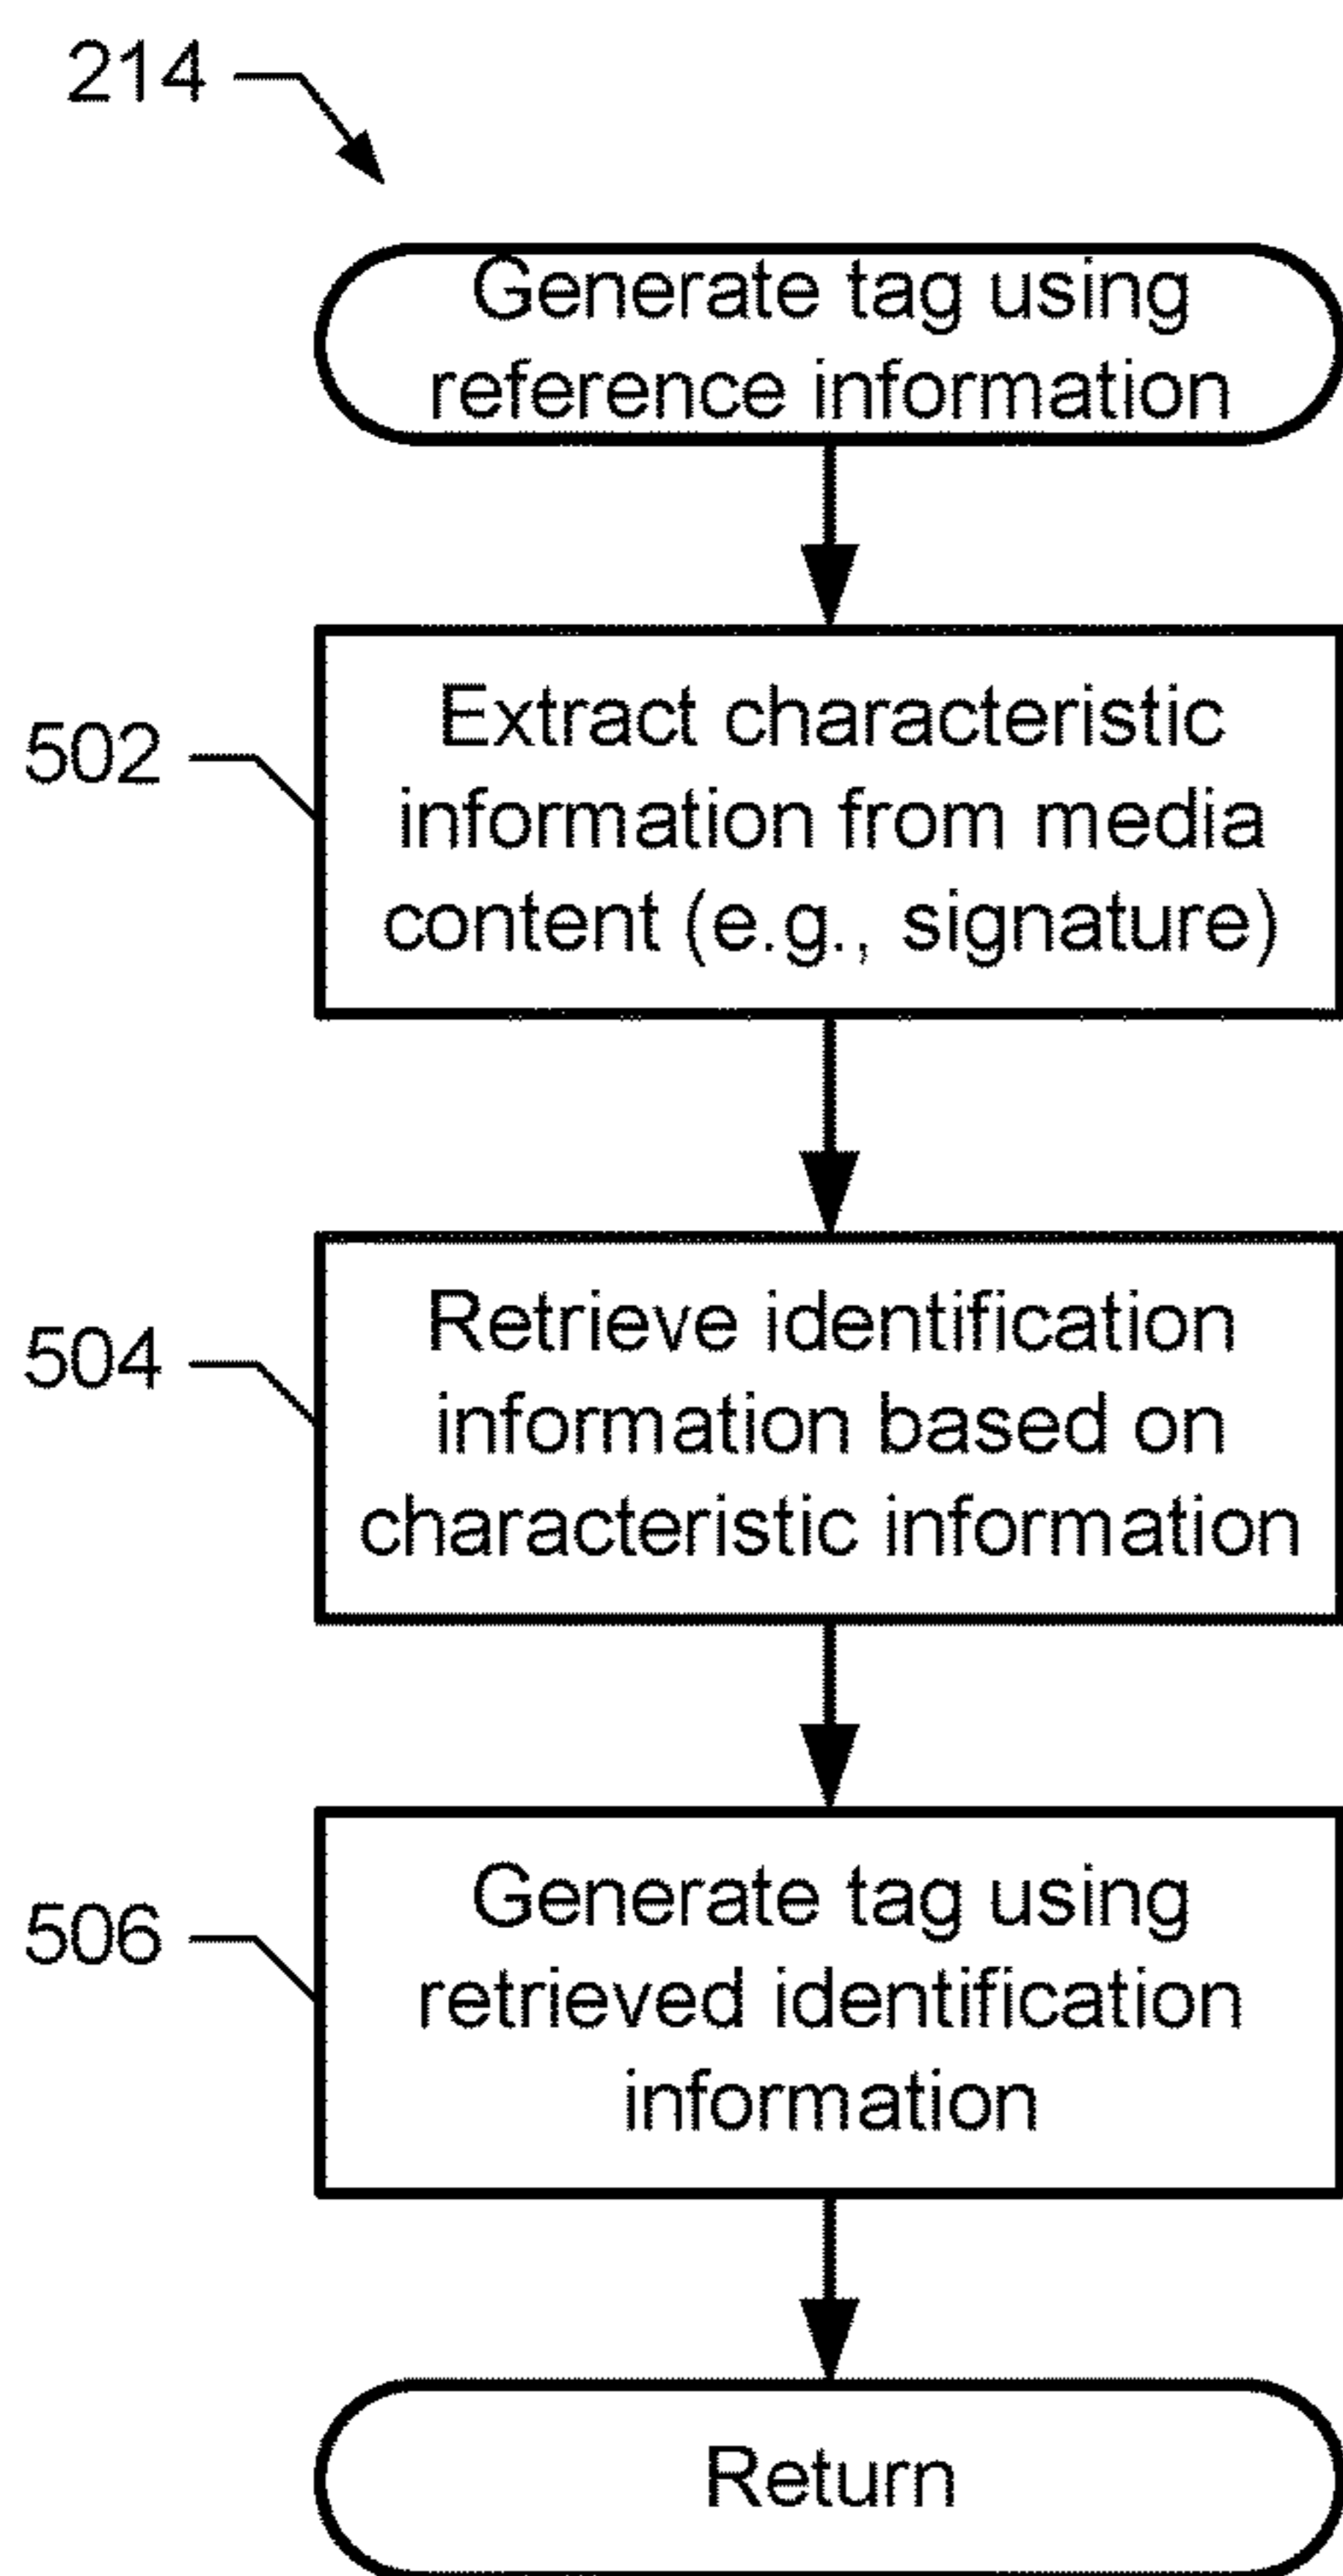 214
Generate tag using
reference information
502
Extract characteristic
information from media
content (e.g., signature)
504
Retrieve identification
information based on
characteristic information
506
Generate tag using
retrieved identification
information
Return